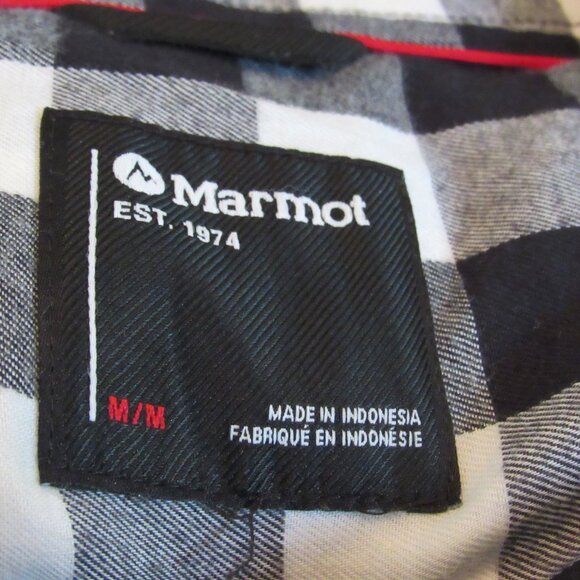 Marmot
EST. 1974
M/M
MADE IN INDONESIA
FABRIQUÉ EN INDONÉSIE